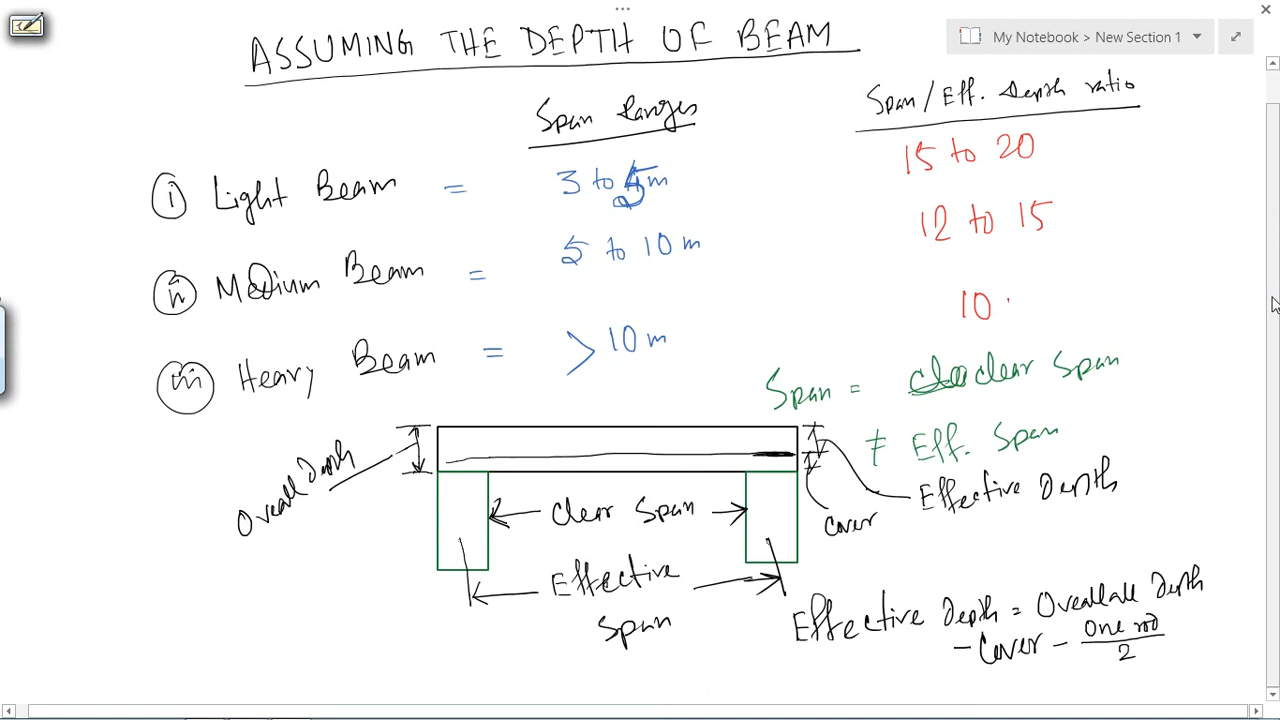 My Notebook > New Section 1
ASSUMING THE DEPTH OF BEAM
Span Ranges
Span / Eff. Depth ratio
i Light Beam = 3 to 5m 15 to 20
ii Medium Beam = 5 to 10 m 12 to 15
iii Heavy Beam = > 10 m 10
Span = clear Span
≠ Eff. Span
Overall Depth
Effective Depth
Cover
Clear Span
Effective
Span
Effective Depth = Overallall Depth
- Cover - One rod
2